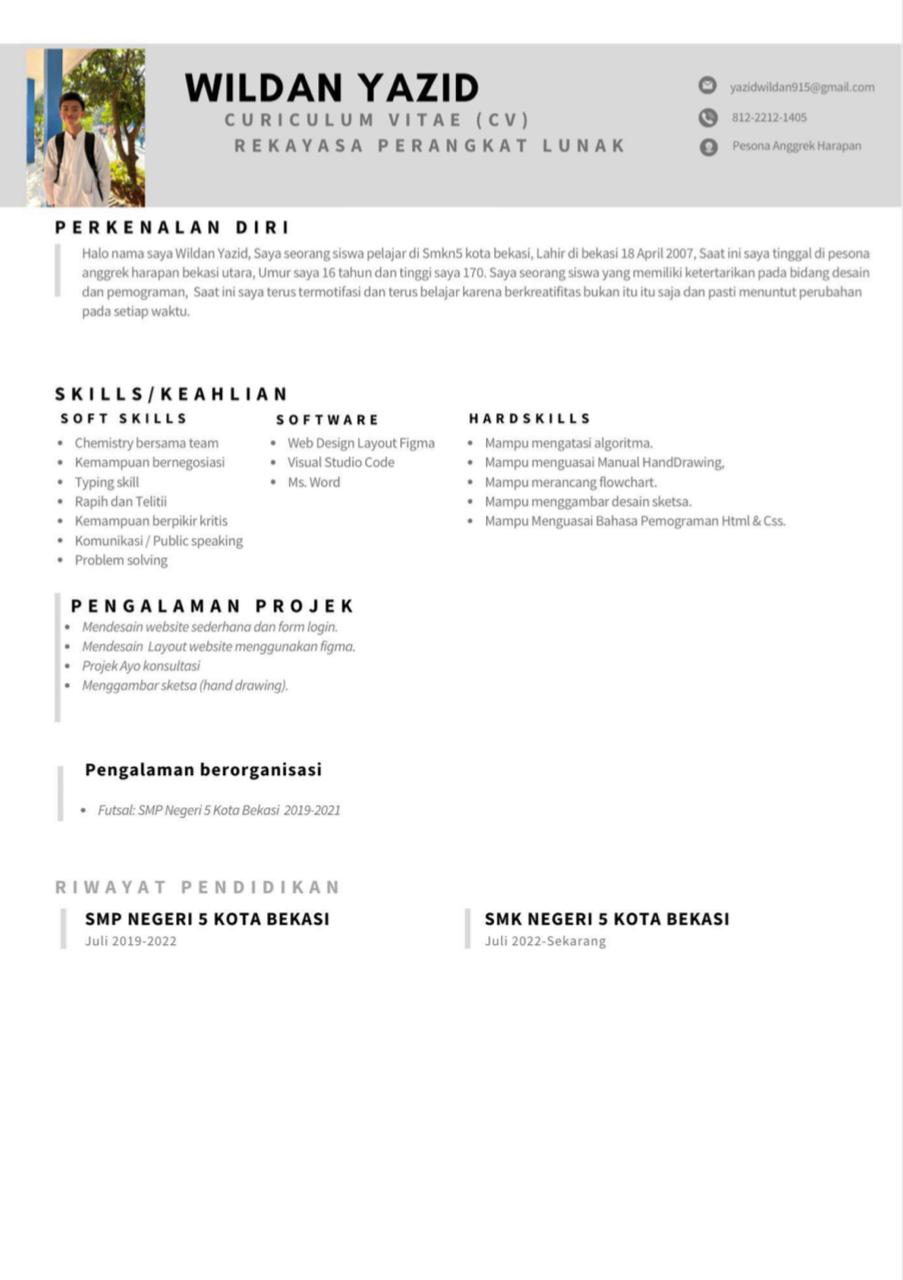 WILDAN YAZID
CURICULUM VITAE (CV)
REKAYASA PERANGKAT LUNAK
yazidwildan915@gmail.com
812-2212-1405
Pesona Anggrek Harapan
PERKENALAN DIRI
Halo nama saya Wildan Yazid, Saya seorang siswa pelajar di Smkn5 kota bekasi, Lahir di bekasi 18 April 2007, Saat ini saya tinggal di pesona
anggrek harapan bekasi utara, Umur saya 16 tahun dan tinggi saya 170. Saya seorang siswa yang memiliki ketertarikan pada bidang desain
dan pemograman, Saat ini saya terus termotifasi dan terus belajar karena berkreatifitas bukan itu itu saja dan pasti menuntut perubahan
pada setiap waktu.
SKILLS/KEAHLIAN
SOFT SKILLS
• Chemistry bersama team
• Kemampuan bernegosiasi
• Typing skill
• Rapih dan Telitii
• Kemampuan berpikir kritis
• Komunikasi / Public speaking
• Problem solving
SOFTWARE
• Web Design Layout Figma
• Visual Studio Code
• Ms. Word
HARDSKILLS
• Mampu mengatasi algoritma.
• Mampu menguasai Manual HandDrawing,
• Mampu merancang flowchart.
• Mampu menggambar desain sketsa.
• Mampu Menguasai Bahasa Pemograman Html & Css.
PENGALAMAN PROJEK
• Mendesain website sederhana dan form login.
• Mendesain Layout website menggunakan figma.
• Projek Ayo konsultasi
• Menggambar sketsa (hand drawing).
Pengalaman berorganisasi
• Futsal: SMP Negeri 5 Kota Bekasi 2019-2021
RIWAYAT PENDIDIKAN
SMP NEGERI 5 KOTA BEKASI
Juli 2019-2022
SMK NEGERI 5 KOTA BEKASI
Juli 2022-Sekarang